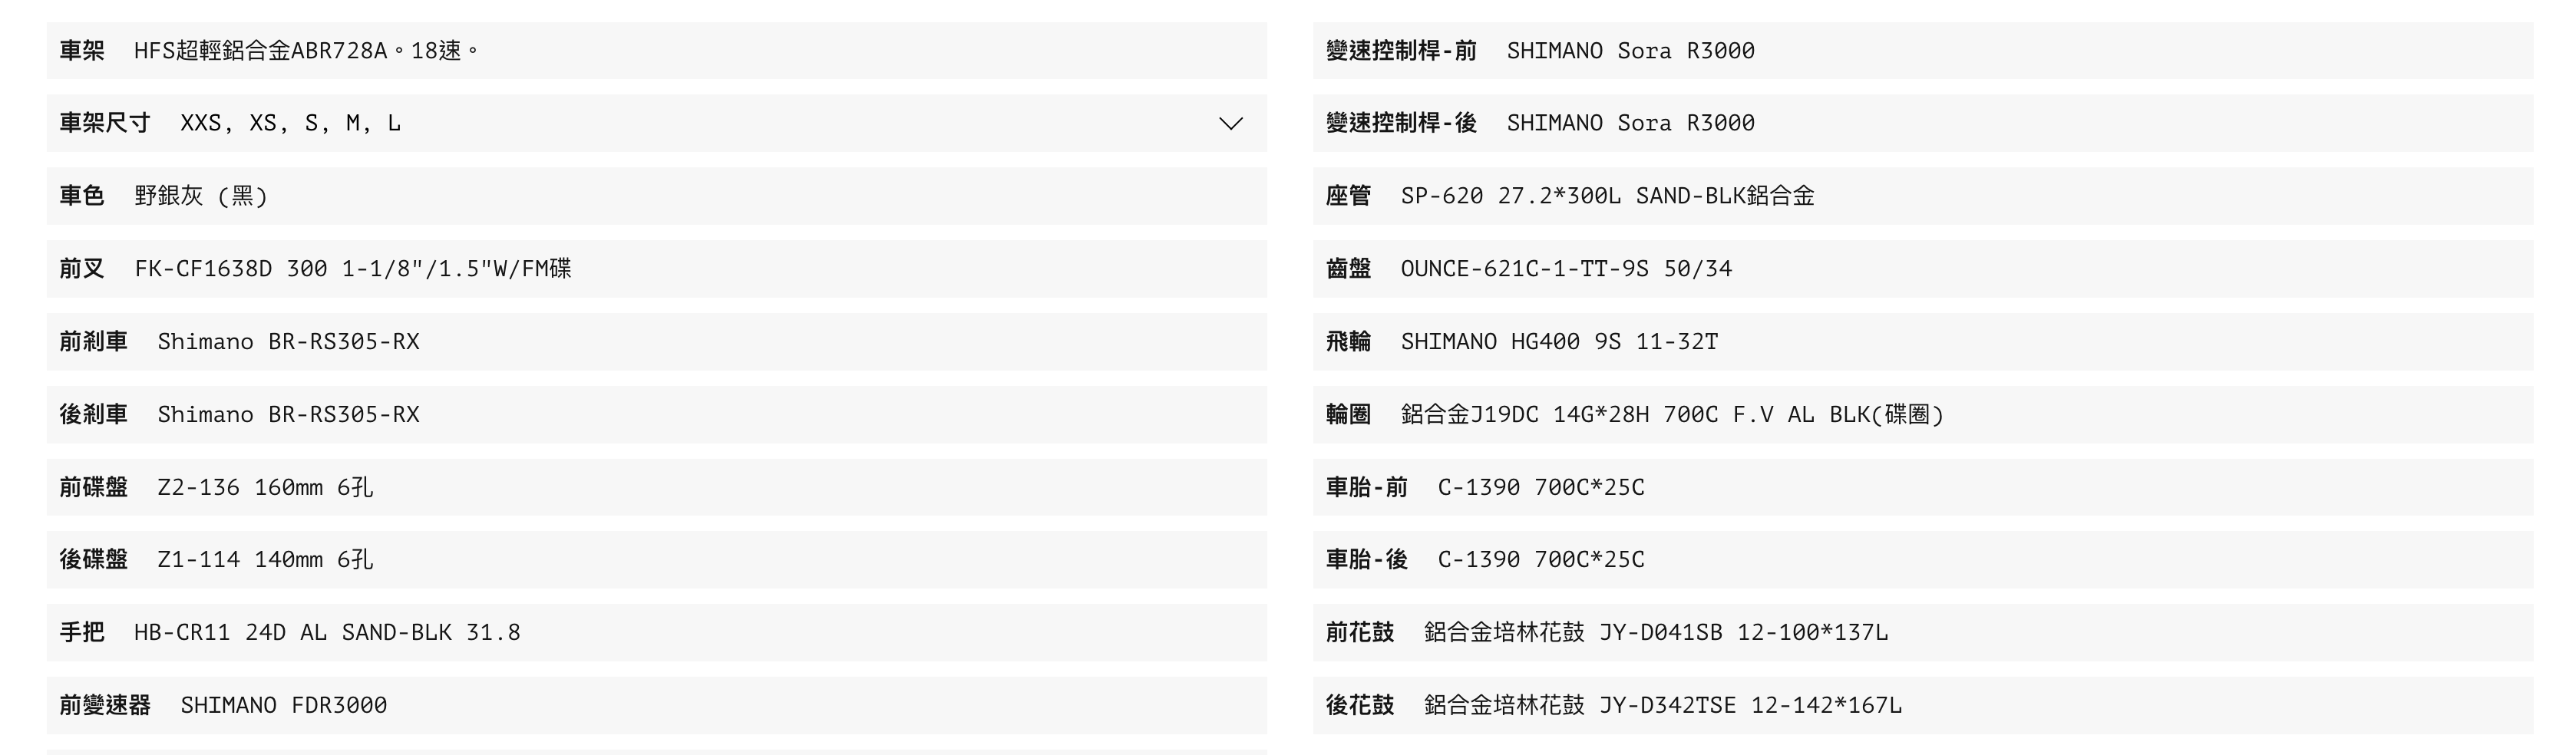 車架 HFS超輕鋁合金ABR728A。18速。
車架尺寸 XXS, XS, S, M, L
車色 野銀灰 (黑)
前叉 FK-CF1638D 300 1-1/8"/1.5"W/FM碟
前剎車 Shimano BR-RS305-RX
後剎車 Shimano BR-RS305-RX
前碟盤 Z2-136 160mm 6孔
後碟盤 Z1-114 140mm 6孔
手把 HB-CR11 24D AL SAND-BLK 31.8
前變速器 SHIMANO FDR3000
變速控制桿-前 SHIMANO Sora R3000
變速控制桿-後 SHIMANO Sora R3000
座管 SP-620 27.2*300L SAND-BLK鋁合金
齒盤 OUNCE-621C-1-TT-9S 50/34
飛輪 SHIMANO HG400 9S 11-32T
輪圈 鋁合金J19DC 14G*28H 700C F.V AL BLK(碟圈)
車胎-前 C-1390 700C*25C
車胎-後 C-1390 700C*25C
前花鼓 鋁合金培林花鼓 JY-D041SB 12-100*137L
後花鼓 鋁合金培林花鼓 JY-D342TSE 12-142*167L